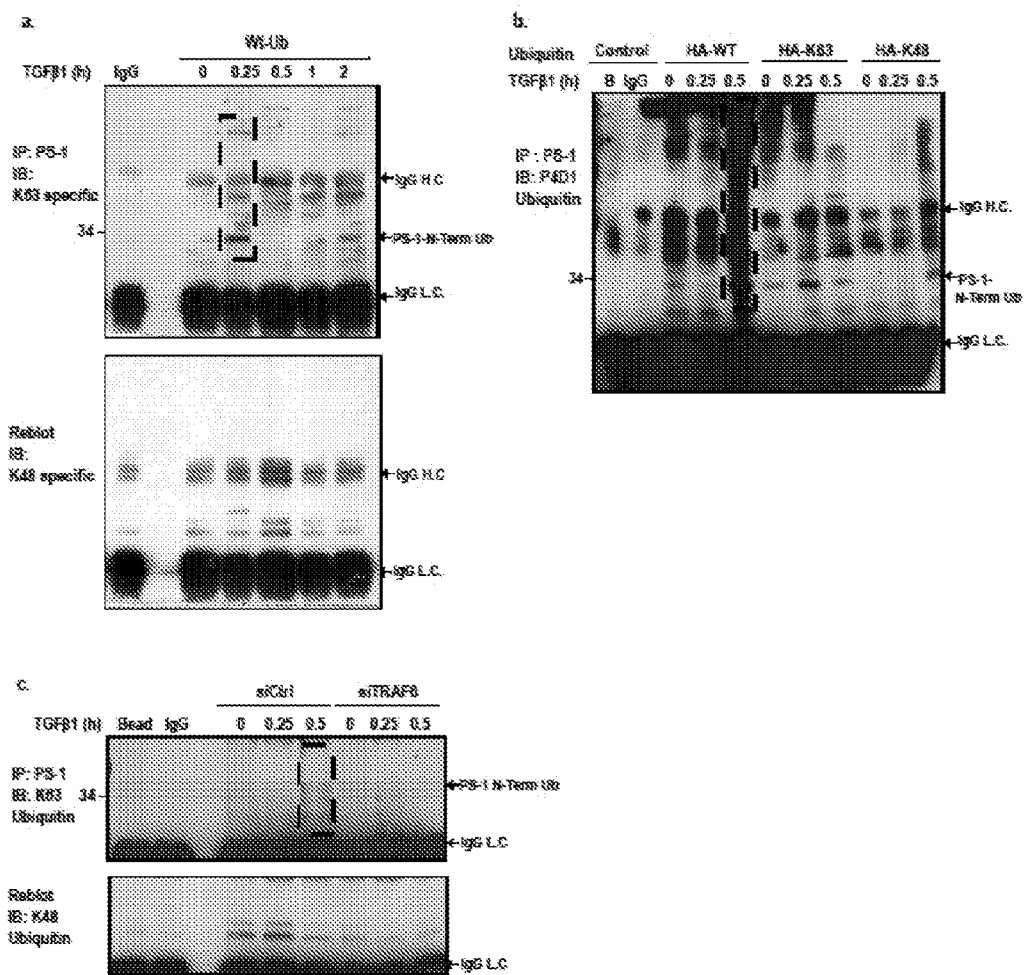 a.
Wt-Ub
TGFβ1 (h) IgG 0 0.25 0.5 1 2
IP: PS-1
IB:
K63 specific
34
IgG H.C
PS-1-N-Term Ub
IgG L.C.
Reblot
IB:
K48 specific
IgG H.C
IgG L.C.
b.
Ubiquitin Control HA-WT HA-K63 HA-K48
TGFβ1 (h) B IgG 0 0.25 0.5 0 0.25 0.5 0 0.25 0.5
IP : PS-1
IB: P4D1
Ubiquitin
34
IgG H.C.
PS-1-
N-Term Ub
IgG L.C.
c.
siCtrl siTRAF6
TGFβ1 (h) Bead IgG 0 0.25 0.5 0 0.25 0.5
IP: PS-1
IB: K63
Ubiquitin
34
PS-1 N-Term Ub
IgG L.C
Reblot
IB: K48
Ubiquitin
IgG L.C